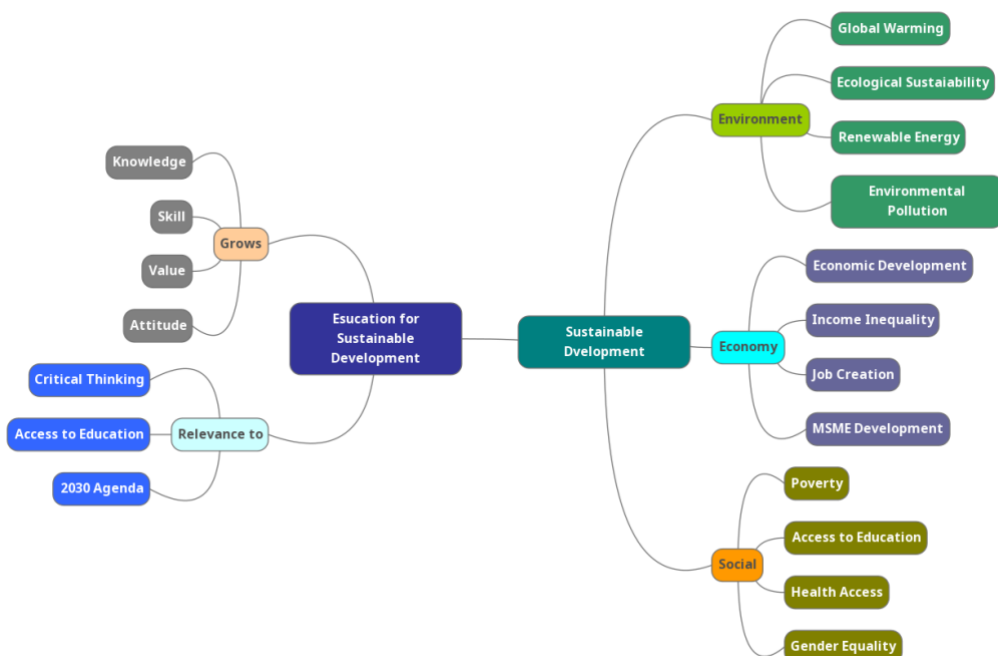 Knowledge
Skill
Value
Attitude
Grows
Critical Thinking
Access to Education
2030 Agenda
Relevance to
Esucation for
Sustainable
Development
Sustainable
Dvelopment
Environment
Global Warming
Ecological Sustaiability
Renewable Energy
Environmental
Pollution
Economy
Economic Development
Income Inequality
Job Creation
MSME Development
Social
Poverty
Access to Education
Health Access
Gender Equality